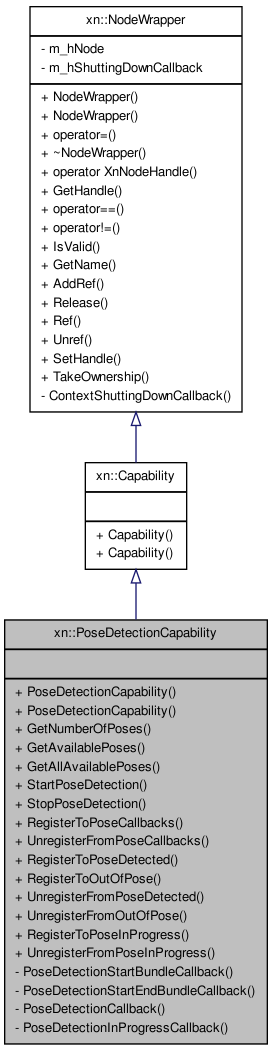 xn::NodeWrapper
- m_hNode
- m_hShuttingDownCallback
+ NodeWrapper()
+ NodeWrapper()
+ operator=()
+ ~NodeWrapper()
+ operator XnNodeHandle()
+ GetHandle()
+ operator==()
+ operator!=()
+ IsValid()
+ GetName()
+ AddRef()
+ Release()
+ Ref()
+ Unref()
+ SetHandle()
+ TakeOwnership()
- ContextShuttingDownCallback()
xn::Capability
+ Capability()
+ Capability()
xn::PoseDetectionCapability
+ PoseDetectionCapability()
+ PoseDetectionCapability()
+ GetNumberOfPoses()
+ GetAvailablePoses()
+ GetAllAvailablePoses()
+ StartPoseDetection()
+ StopPoseDetection()
+ RegisterToPoseCallbacks()
+ UnregisterFromPoseCallbacks()
+ RegisterToPoseDetected()
+ RegisterToOutOfPose()
+ UnregisterFromPoseDetected()
+ UnregisterFromOutOfPose()
+ RegisterToPoseInProgress()
+ UnregisterFromPoseInProgress()
- PoseDetectionStartBundleCallback()
- PoseDetectionStartEndBundleCallback()
- PoseDetectionCallback()
- PoseDetectionInProgressCallback()